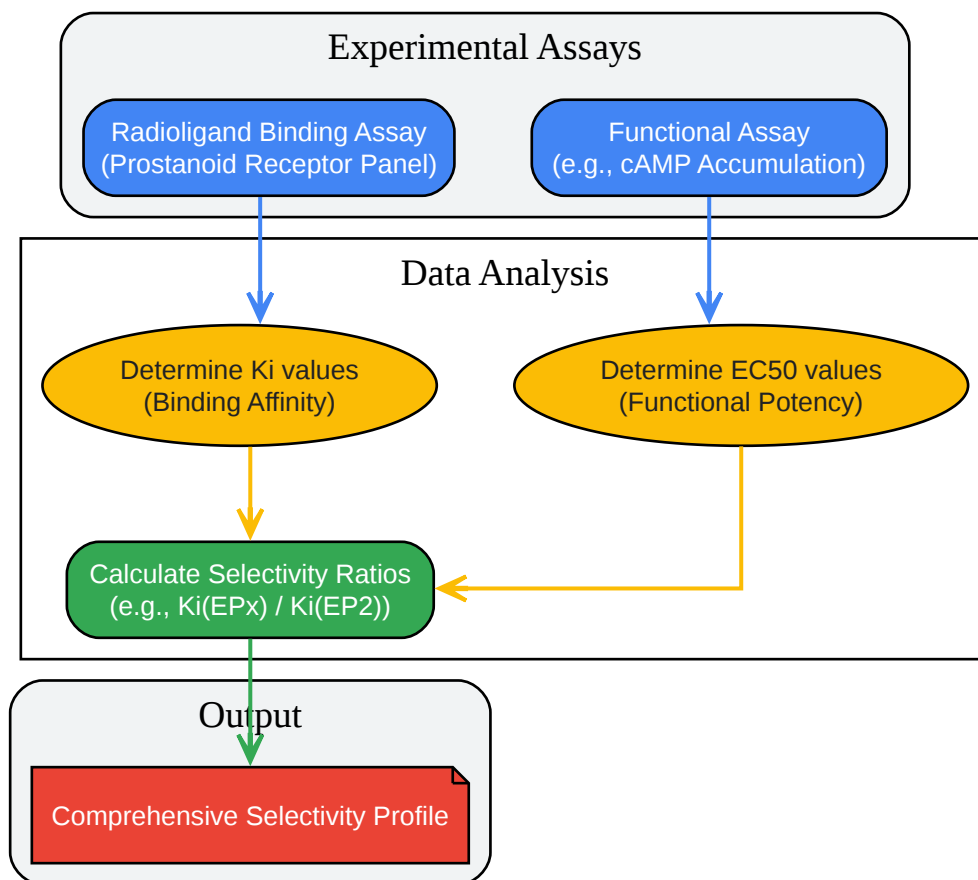 Experimental Assays
Radioligand Binding Assay
(Prostanoid Receptor Panel)
Functional Assay
(e.g., cAMP Accumulation)
Data Analysis
Determine Ki values
(Binding Affinity)
Determine EC50 values
(Functional Potency)
Calculate Selectivity Ratios
(e.g., Ki(EPx) / Ki(EP2))
Output
Comprehensive Selectivity Profile